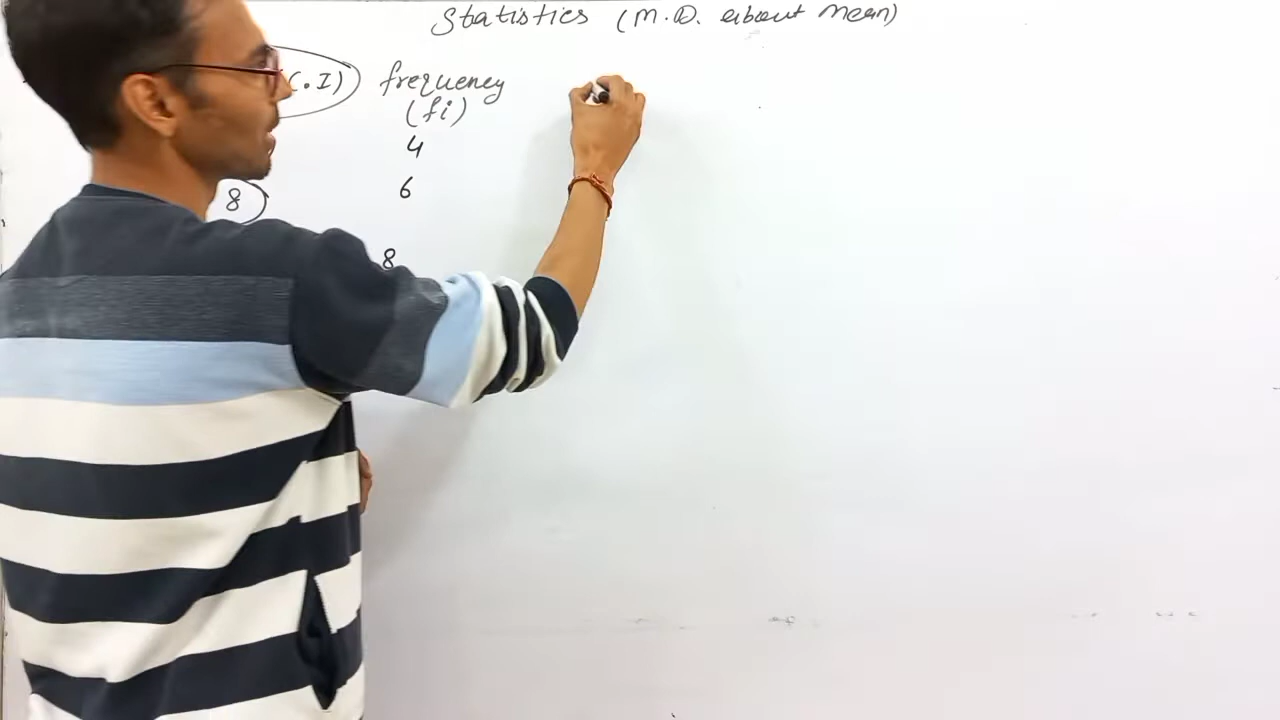 Statistics (M.D. about Mean)
(C.I) frequency
(fi)
4
8 6
8